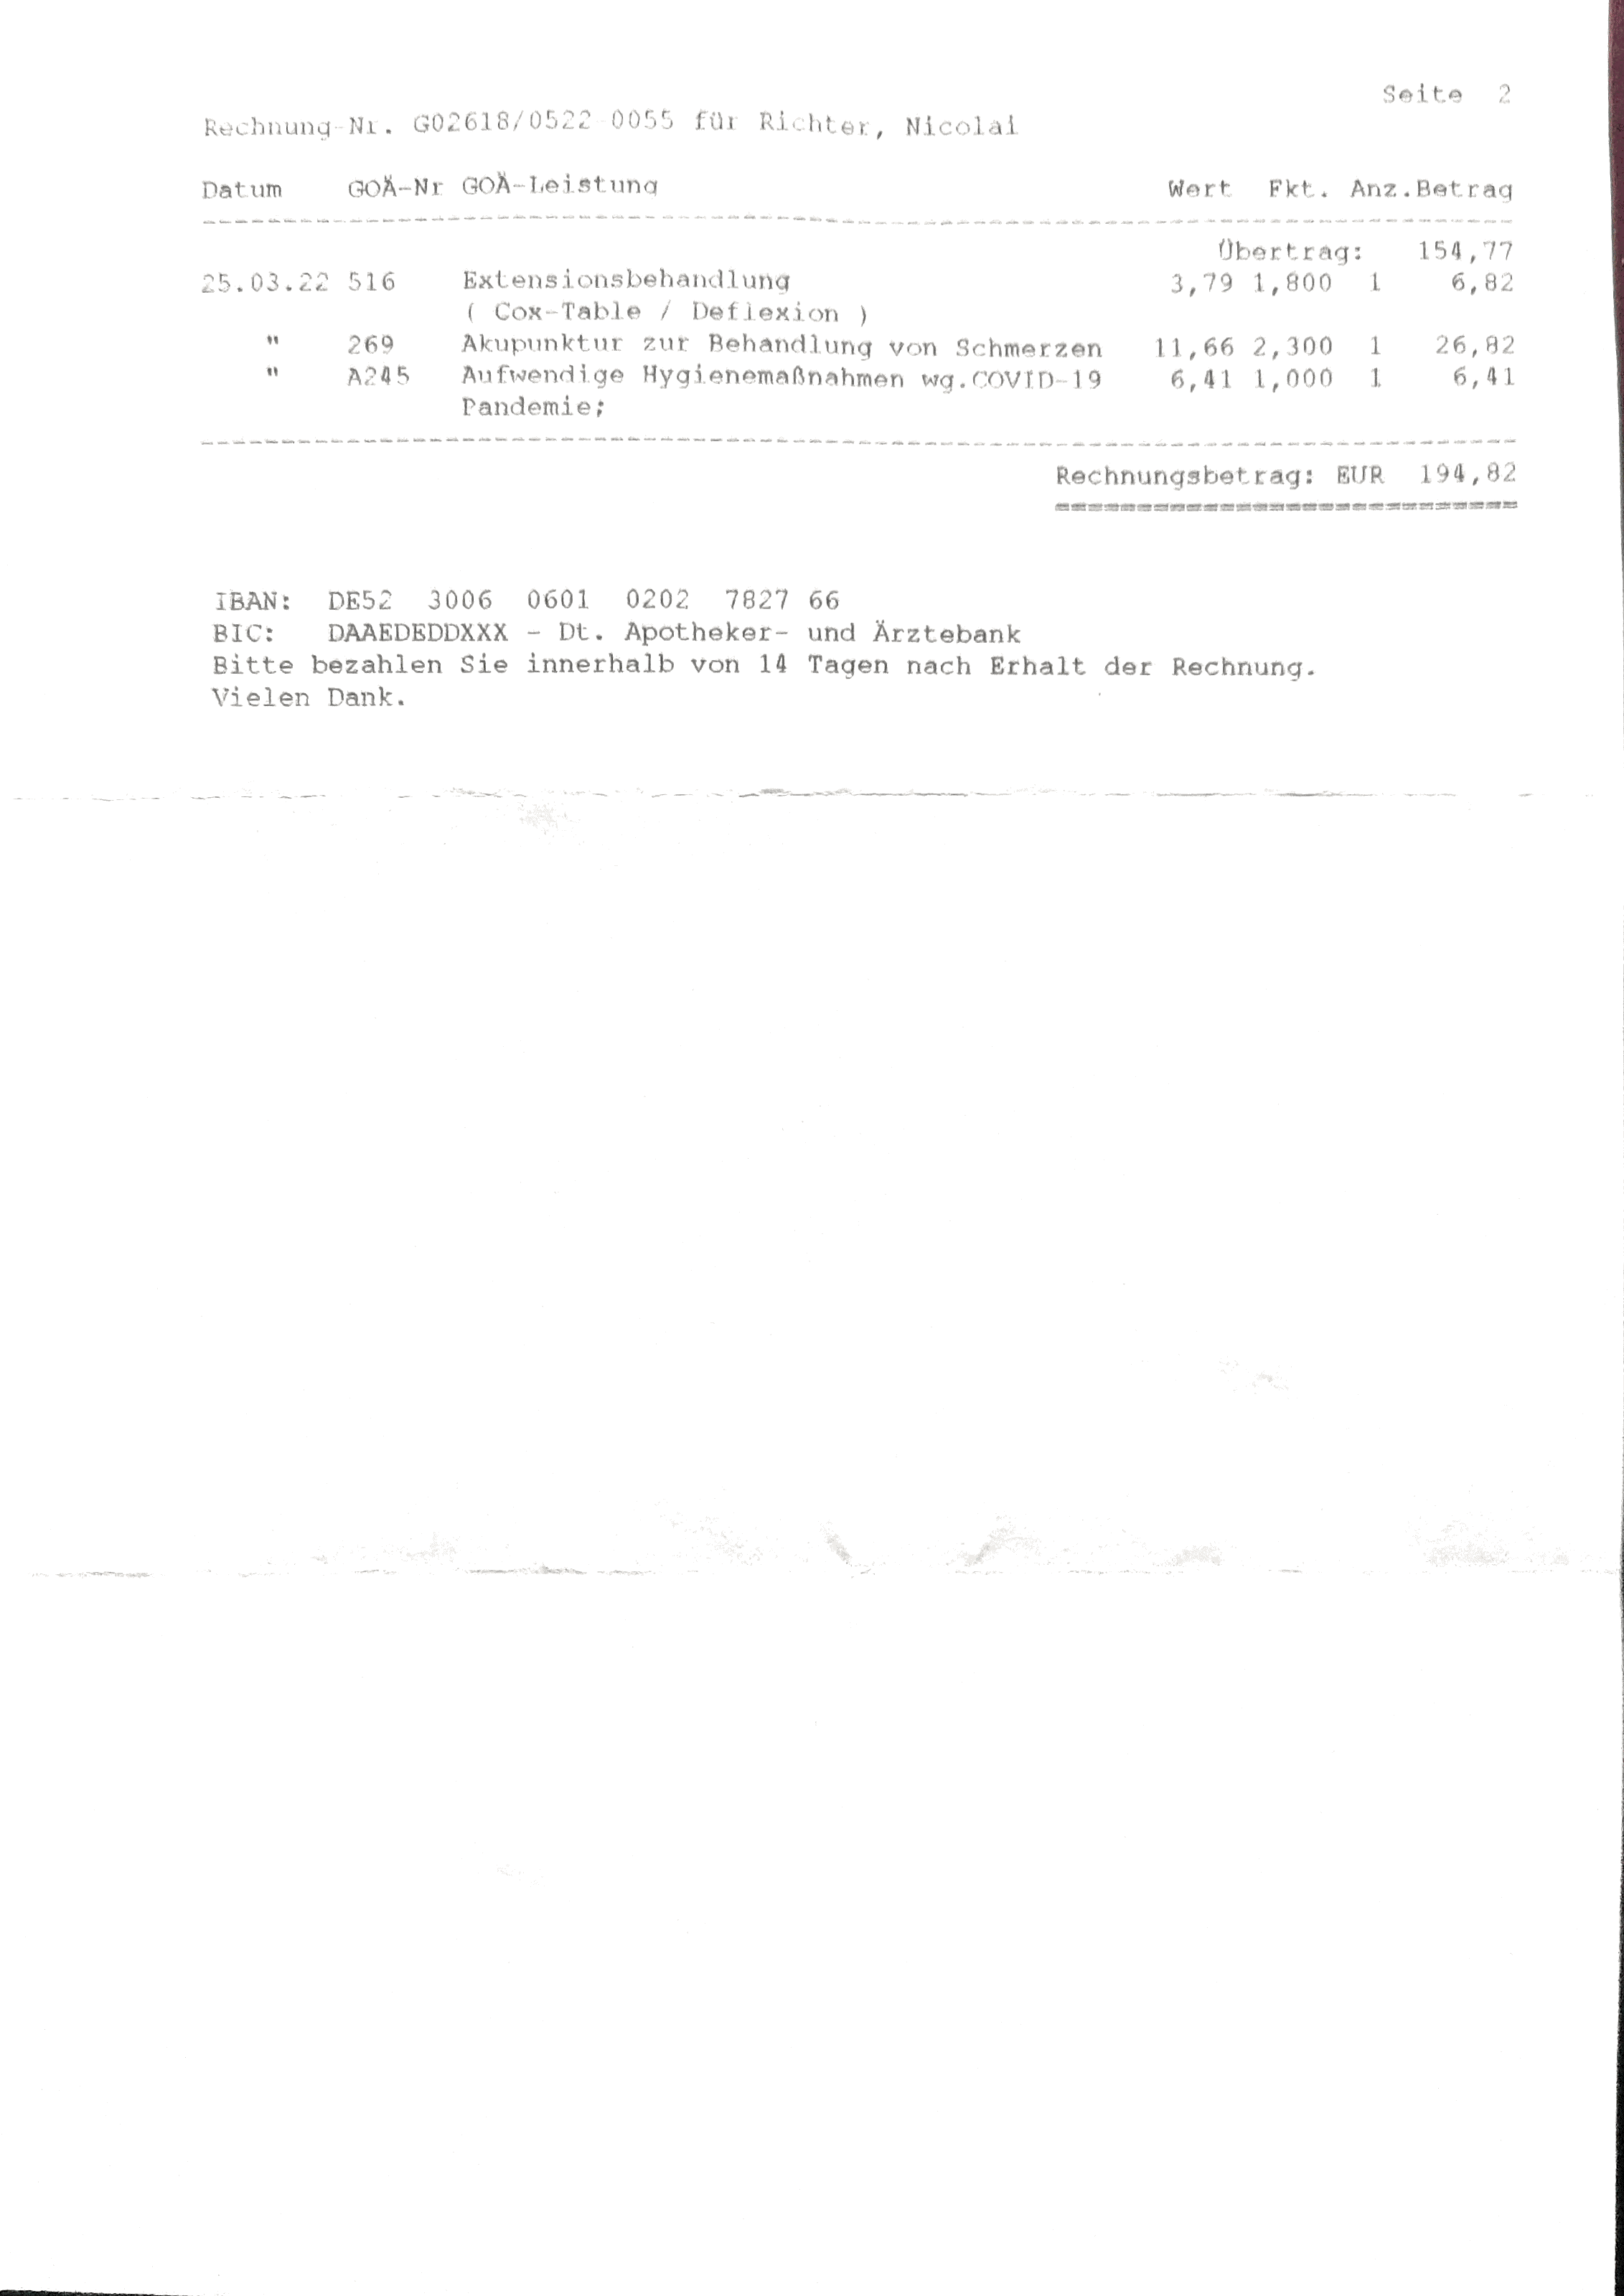 Seite 2
Rechnung-Nr. G02618/0522-0055 für Richter, Nicolai
Datum GOÄ-Nr GOÄ-Leistung Wert Fkt. Anz.Betrag
Übertrag: 154,77
25.03.22 516 Extensionsbehandlung 3,79 1,800 1 6,82
( Cox-Table / Deflexion )
" 269 Akupunktur zur Behandlung von Schmerzen 11,66 2,300 1 26,82
" A245 Aufwendige Hygienemaßnahmen wg.COVID-19 6,41 1,000 1 6,41
Pandemie;
Rechnungsbetrag: EUR 194,82
IBAN: DE52 3006 0601 0202 7827 66
BIC: DAAEDEDDXXX - Dt. Apotheker- und Ärztebank
Bitte bezahlen Sie innerhalb von 14 Tagen nach Erhalt der Rechnung.
Vielen Dank.